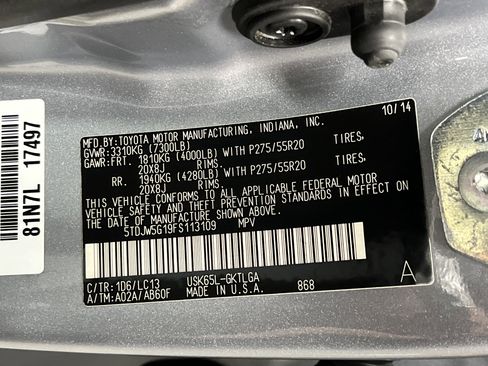 MFD. BY: TOYOTA MOTOR MANUFACTURING, INDIANA, INC. 10/14
GVWR: 3310KG (7300LB)
GAWR: FRT. 1810KG (4000LB) WITH P275/55R20 TIRES,
20X8J RIMS.
RR. 1940KG (4280LB) WITH P275/55R20 TIRES,
20X8J RIMS.
THIS VEHICLE CONFORMS TO ALL APPLICABLE FEDERAL MOTOR
VEHICLE SAFETY STANDARDS IN EFFECT ON
THE DATE OF MANUFACTURE SHOWN ABOVE.
5TDJW5G19FS113109 MPV
C/TR: 1D6/LC13 USK65L-GKTLGA
A/TM: A02A/AB60F MADE IN U.S.A. 868 A
81N7L 17497